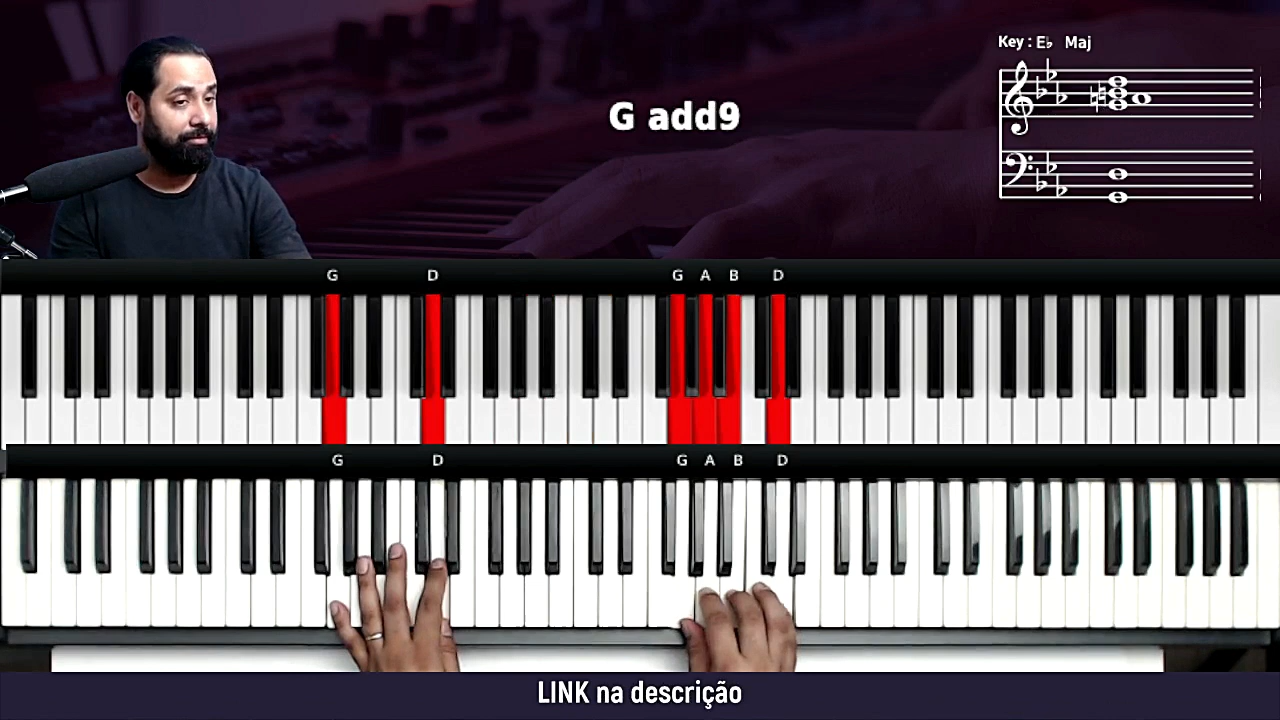 Key : E♭ Maj
G add9
G D G A B D
G D G A B D
LINK na descrição